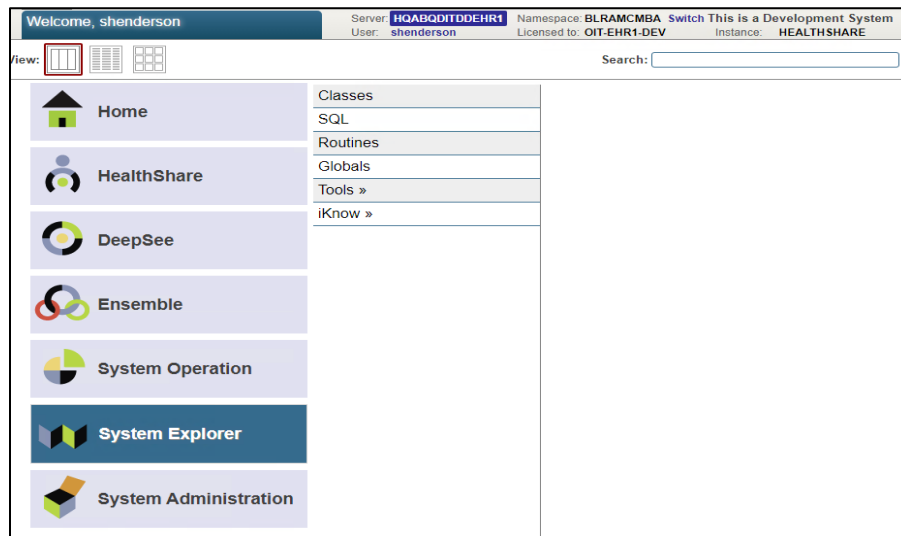 Welcome, shenderson
Server: HQABQDITDDEHR1 Namespace: BLRAMCMBA Switch This is a Development System
User: shenderson Licensed to: OIT-EHR1-DEV Instance: HEALTHSHARE
View:
Search:
Home
HealthShare
DeepSee
Ensemble
System Operation
System Explorer
System Administration
Classes
SQL
Routines
Globals
Tools »
iKnow »